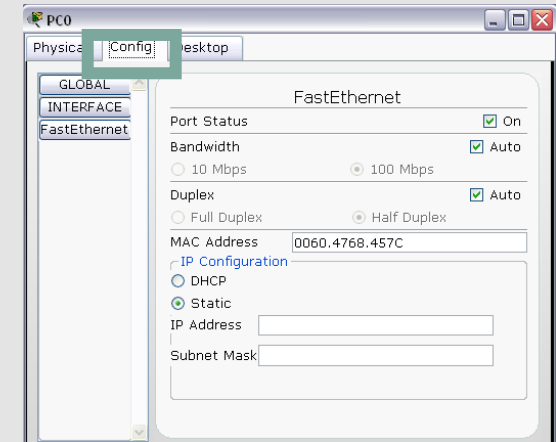 PC0
Physica Config Desktop
GLOBAL
INTERFACE
FastEthernet
FastEthernet
Port Status On
Bandwidth Auto
10 Mbps 100 Mbps
Duplex Auto
Full Duplex Half Duplex
MAC Address 0060.4768.457C
IP Configuration
DHCP
Static
IP Address
Subnet Mask